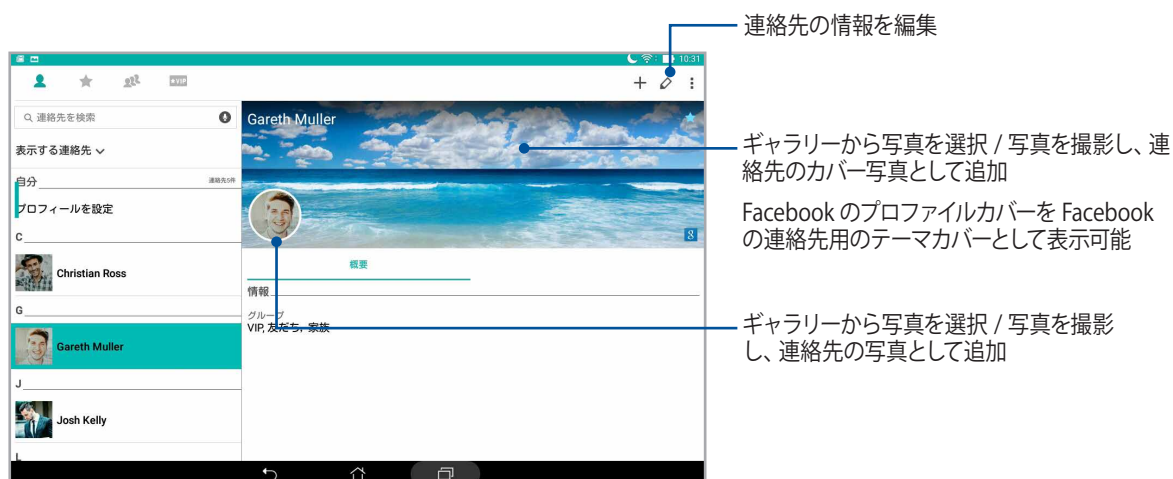 連絡先の情報を編集
10:31
VIP
連絡先を検索
Gareth Muller
表示する連絡先
ギャラリーから写真を選択 / 写真を撮影し、連
絡先のカバー写真として追加
自分
連絡先5件
プロフィールを設定
Facebook のプロファイルカバーを Facebook
の連絡先用のテーマカバーとして表示可能
C
8
Christian Ross
概要
情報
G
グループ
VIP, 友だち, 家族
ギャラリーから写真を選択 / 写真を撮影
し、連絡先の写真として追加
Gareth Muller
J
Josh Kelly
L